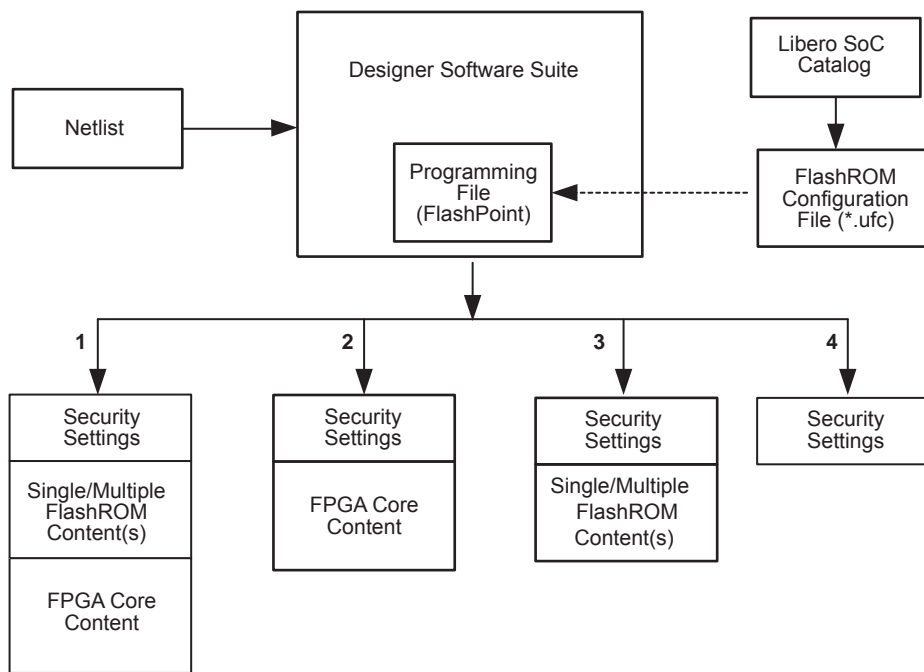 Designer Software Suite
Libero SoC
Catalog
Netlist
Programming
File
(FlashPoint)
FlashROM
Configuration
File (*.ufc)
1
2
3
4
Security
Settings
Single/Multiple
FlashROM
Content(s)
FPGA Core
Content
Security
Settings
FPGA Core
Content
Security
Settings
Single/Multiple
FlashROM
Content(s)
Security
Settings